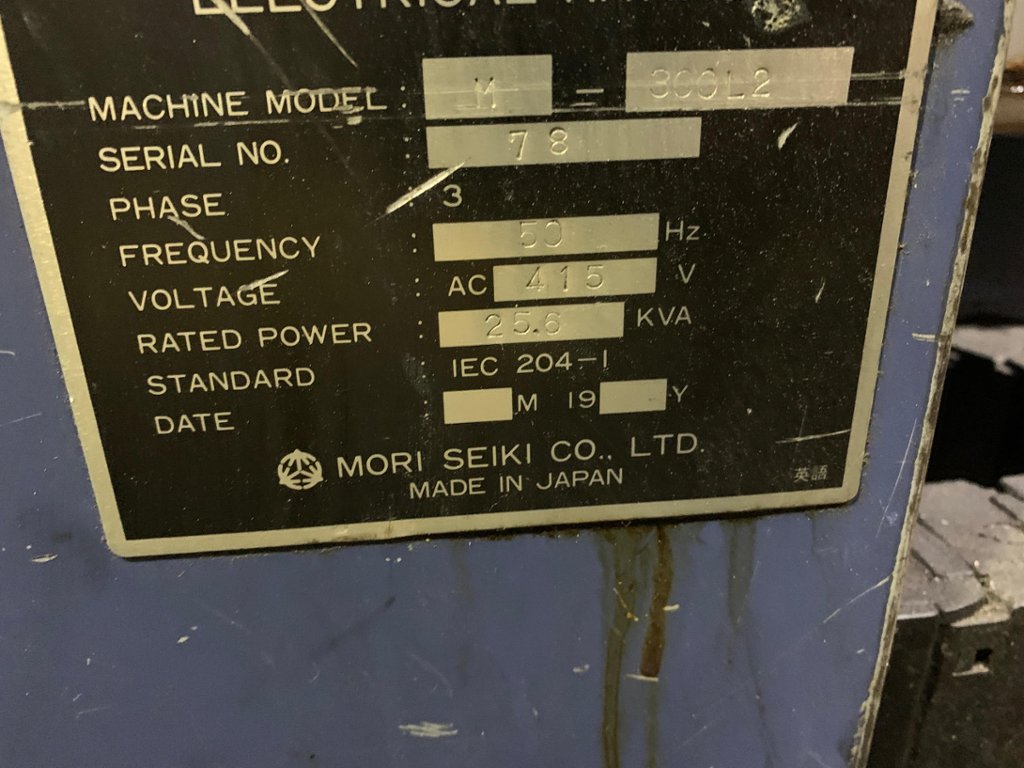 ELECTRICAL
MACHINE MODEL : M - 300L2
SERIAL NO. : 78
PHASE 3
FREQUENCY : 50 Hz
VOLTAGE : AC 415 V
RATED POWER : 25.6 KVA
STANDARD : IEC 204-1
DATE M 19 Y
MORI SEIKI CO., LTD.
MADE IN JAPAN
英語